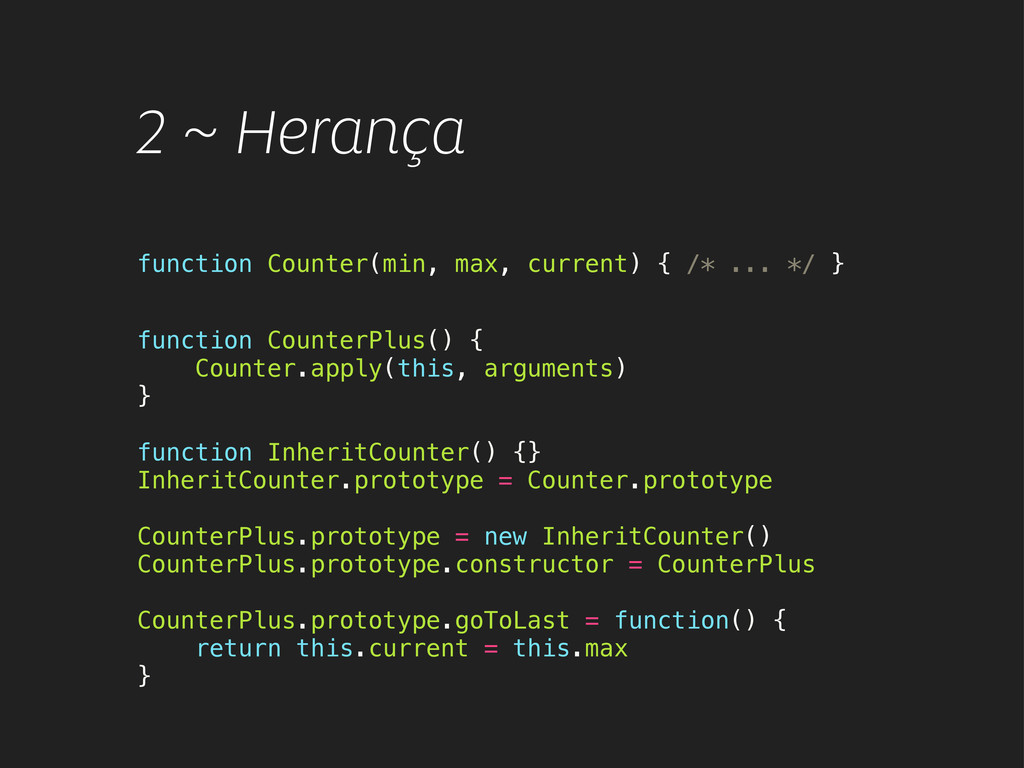 2 ~ Herança
function Counter(min, max, current) { /* ... */ }
function CounterPlus() {
    Counter.apply(this, arguments)
}
function InheritCounter() {}
InheritCounter.prototype = Counter.prototype
CounterPlus.prototype = new InheritCounter()
CounterPlus.prototype.constructor = CounterPlus
CounterPlus.prototype.goToLast = function() {
    return this.current = this.max
}